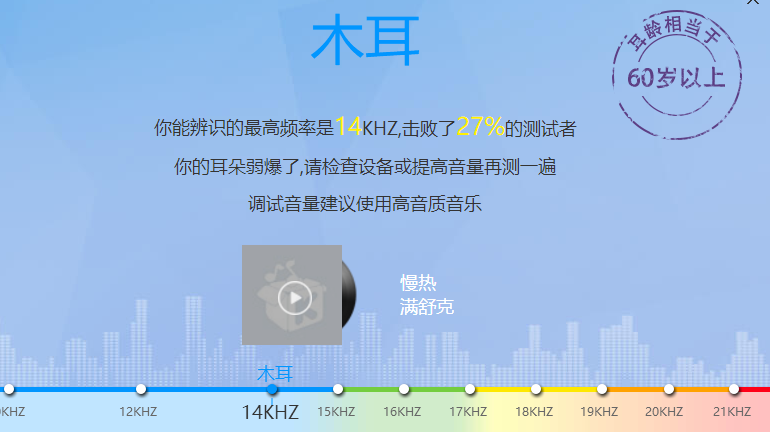 木耳
耳龄相当于
60岁以上
你能辨识的最高频率是14KHZ,击败了27%的测试者
你的耳朵弱爆了,请检查设备或提高音量再测一遍
调试音量建议使用高音质音乐
慢热
满舒克
木耳
KHZ 12KHZ 14KHZ 15KHZ 16KHZ 17KHZ 18KHZ 19KHZ 20KHZ 21KHZ